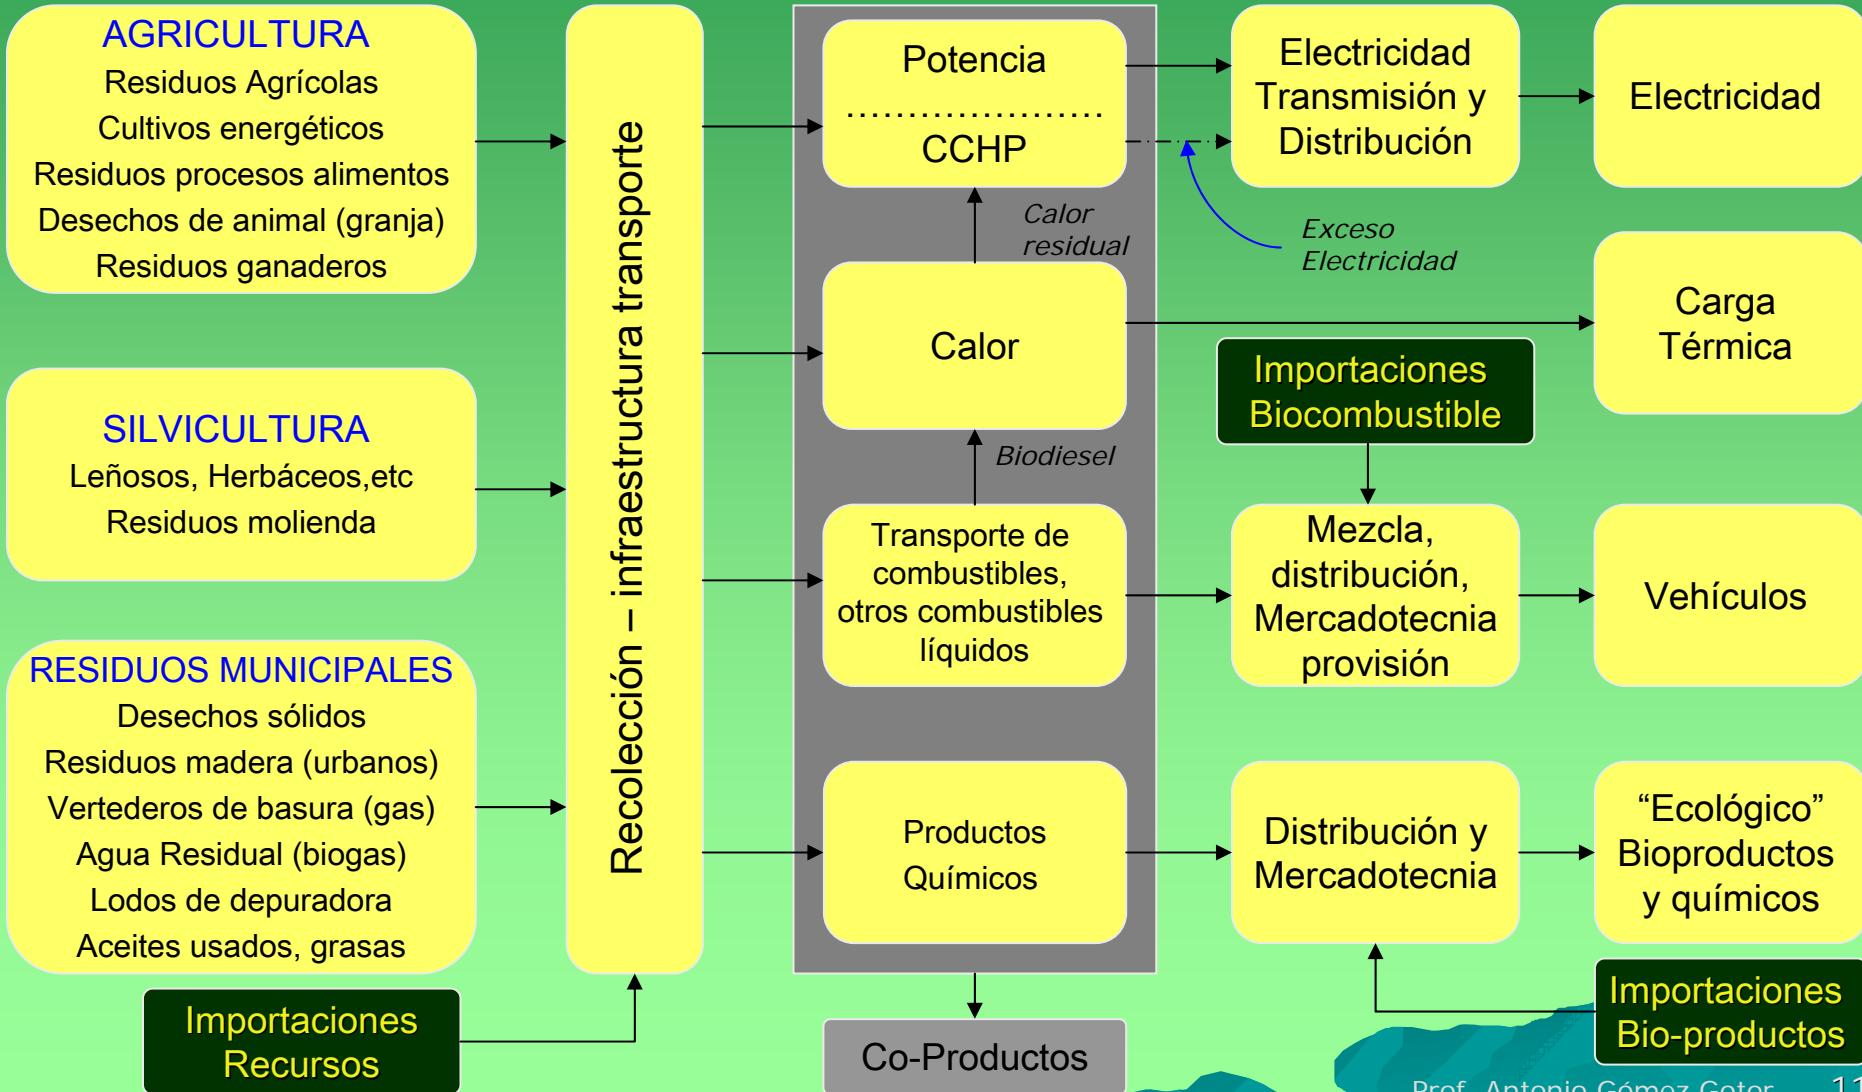 AGRICULTURA
Residuos Agrícolas
Cultivos energéticos
Residuos procesos alimentos
Desechos de animal (granja)
Residuos ganaderos
SILVICULTURA
Leñosos, Herbáceos,etc
Residuos molienda
RESIDUOS MUNICIPALES
Desechos sólidos
Residuos madera (urbanos)
Vertederos de basura (gas)
Agua Residual (biogas)
Lodos de depuradora
Aceites usados, grasas
Importaciones
Recursos
Recolección – infraestructura transporte
Potencia
.....................
CCHP
Calor
residual
Calor
Biodiesel
Transporte de
combustibles,
otros combustibles
líquidos
Productos
Químicos
Co-Productos
Electricidad
Transmisión y
Distribución
Exceso
Electricidad
Importaciones
Biocombustible
Mezcla,
distribución,
Mercadotecnia
provisión
Distribución y
Mercadotecnia
Electricidad
Carga
Térmica
Vehículos
“Ecológico”
Bioproductos
y químicos
Importaciones
Bio-productos
Prof. Antonio Gómez Gotor